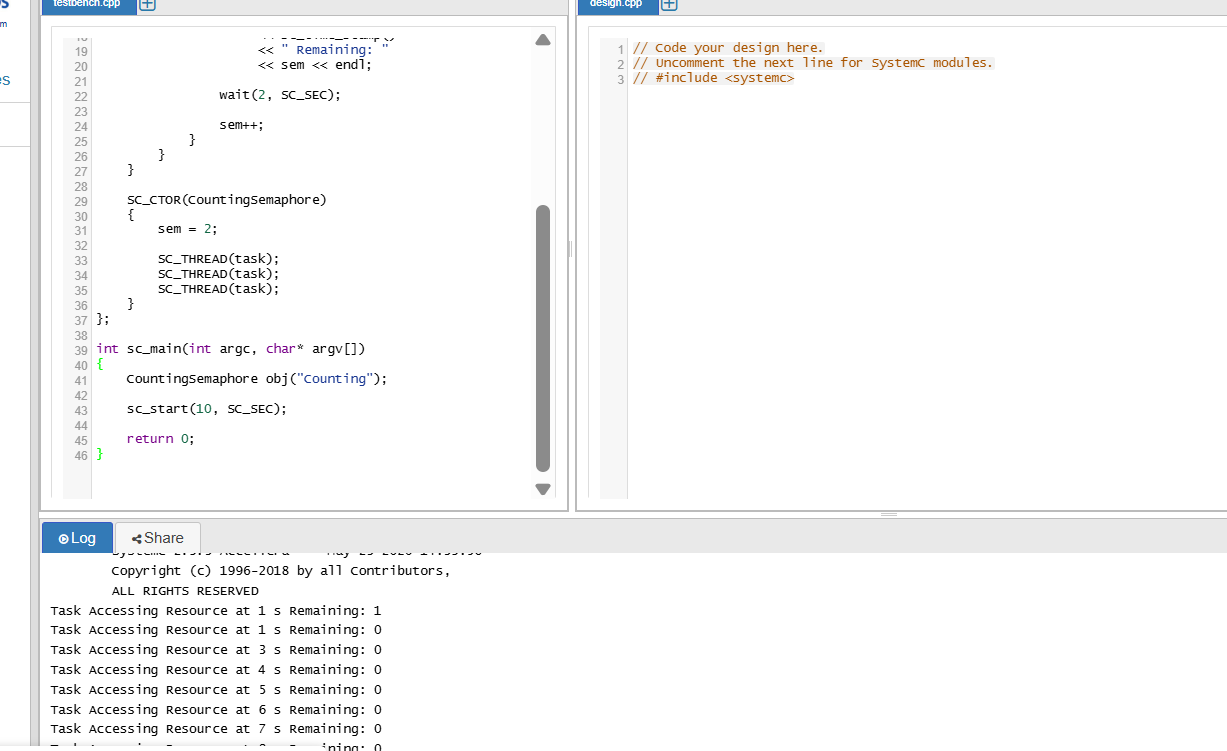 testbench.cpp
19 << " Remaining: "
20 << sem << endl;
21
22 wait(2, SC_SEC);
23
24 sem++;
25 }
26 }
27 }
28
29 SC_CTOR(CountingSemaphore)
30 {
31 sem = 2;
32
33 SC_THREAD(task);
34 SC_THREAD(task);
35 SC_THREAD(task);
36 }
37 };
38
39 int sc_main(int argc, char* argv[])
40 {
41 CountingSemaphore obj("Counting");
42
43 sc_start(10, SC_SEC);
44
45 return 0;
46 }
design.cpp
1 // Code your design here.
2 // Uncomment the next line for SystemC modules.
3 // #include <systemc>
Log
Share
Copyright (c) 1996-2018 by all Contributors,
ALL RIGHTS RESERVED
Task Accessing Resource at 1 s Remaining: 1
Task Accessing Resource at 1 s Remaining: 0
Task Accessing Resource at 3 s Remaining: 0
Task Accessing Resource at 4 s Remaining: 0
Task Accessing Resource at 5 s Remaining: 0
Task Accessing Resource at 6 s Remaining: 0
Task Accessing Resource at 7 s Remaining: 0